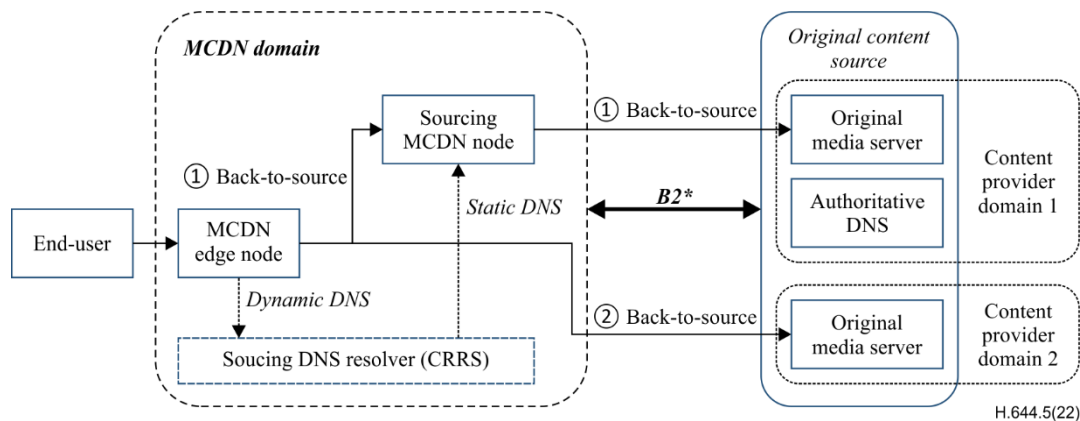 MCDN domain
Original content
source
Sourcing
MCDN node
① Back-to-source
Original
media server
① Back-to-source
Content
provider
domain 1
Static DNS
B2*
Authoritative
DNS
End-user
MCDN
edge node
Dynamic DNS
② Back-to-source
Original
media server
Content
provider
domain 2
Soucing DNS resolver (CRRS)
H.644.5(22)